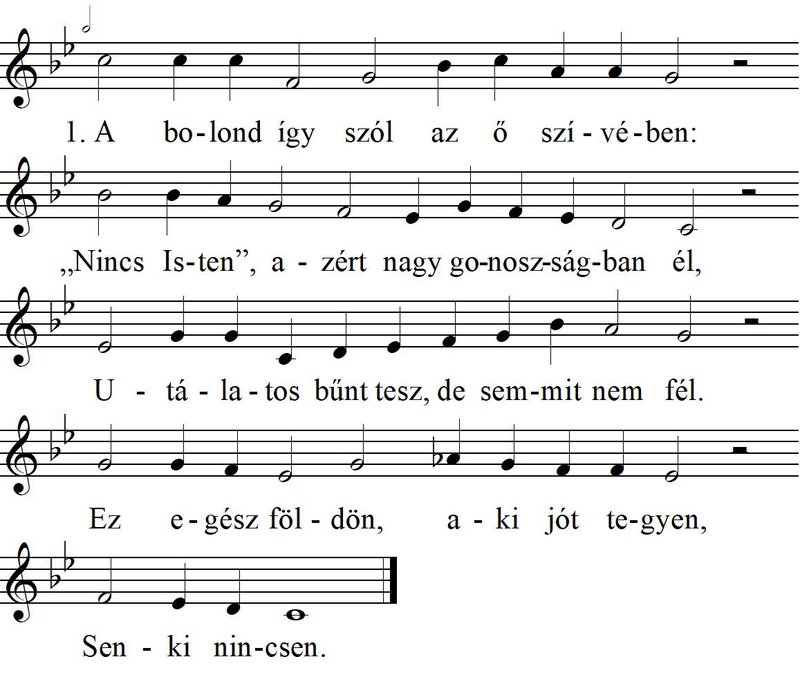 1. A bo-lond így szól az ő szí-vé-ben:
„Nincs Is-ten”, a-zért nagy go-nosz-ság-ban él,
U-tá-la-tos bűnt tesz, de sem-mit nem fél.
Ez e-gész föl-dön, a-ki jót te-gyen,
Sen-ki nin-csen.